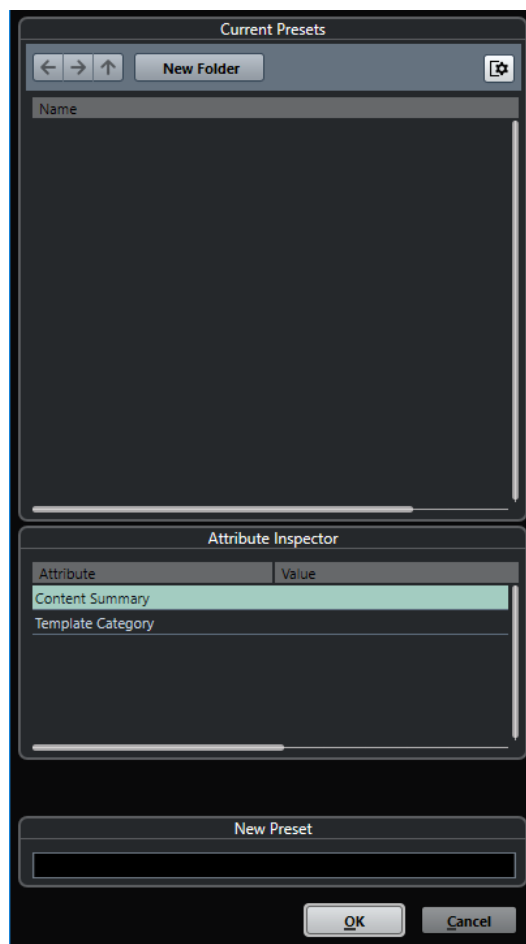 Current Presets
New Folder
Name
Attribute Inspector
Attribute Value
Content Summary
Template Category
New Preset
OK Cancel